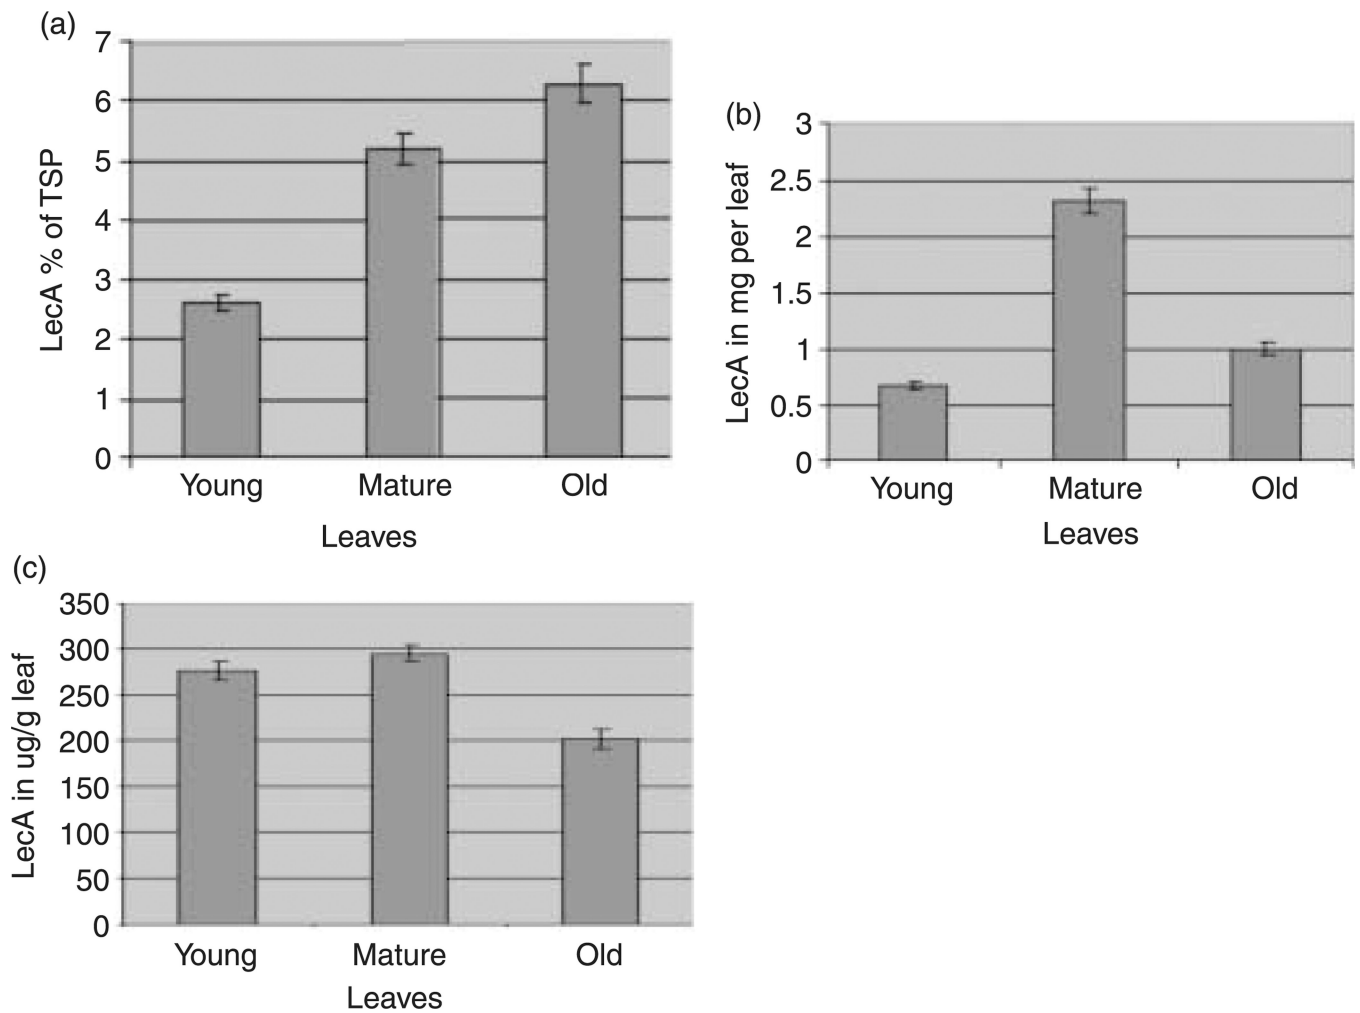 (a)
LecA % of TSP
7
6
5
4
3
2
1
0
Young Mature Old
Leaves
(b)
LecA in mg per leaf
3
2.5
2
1.5
1
0.5
0
Young Mature Old
Leaves
(c)
LecA in ug/g leaf
350
300
250
200
150
100
50
0
Young Mature Old
Leaves